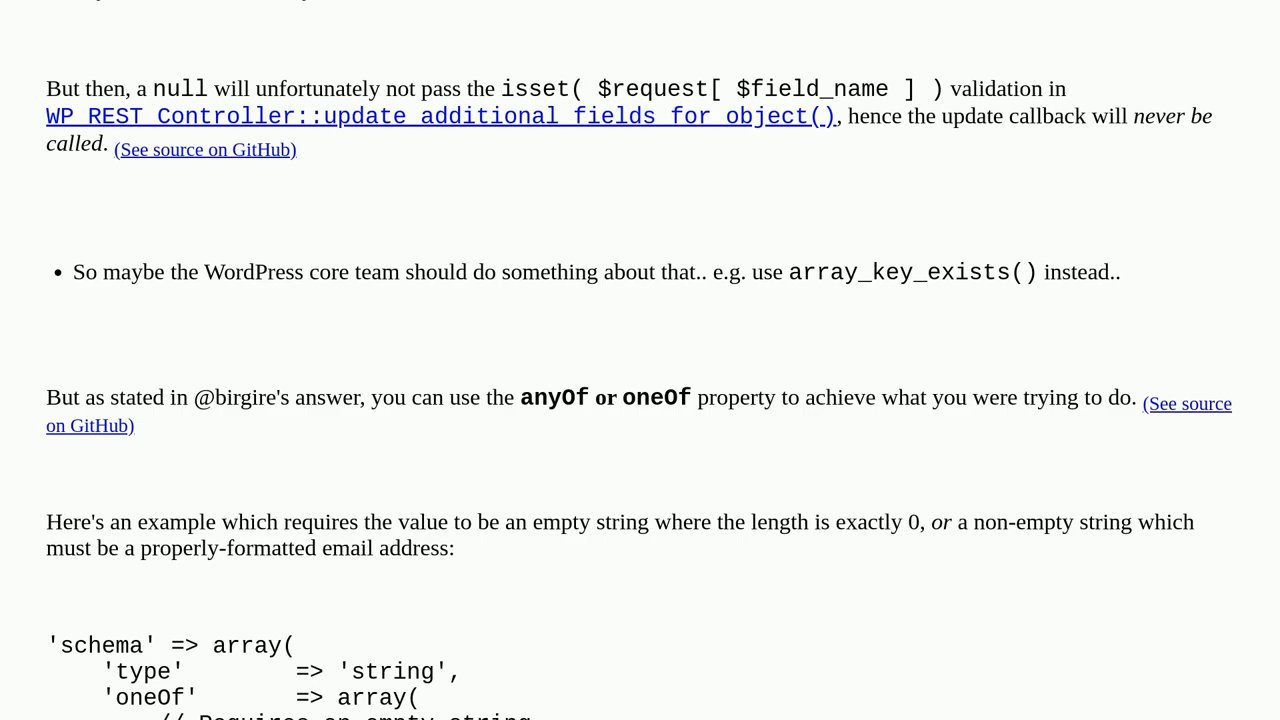 But then, a null will unfortunately not pass the isset( $request[ $field_name ] ) validation in
WP_REST_Controller::update_additional_fields_for_object(), hence the update callback will never be
called. (See source on GitHub)
• So maybe the WordPress core team should do something about that.. e.g. use array_key_exists() instead..
But as stated in @birgire's answer, you can use the anyOf or oneOf property to achieve what you were trying to do. (See source
on GitHub)
Here's an example which requires the value to be an empty string where the length is exactly 0, or a non-empty string which
must be a properly-formatted email address:
'schema' => array(
    'type'        => 'string',
    'oneOf'       => array(
        // Requires an empty string